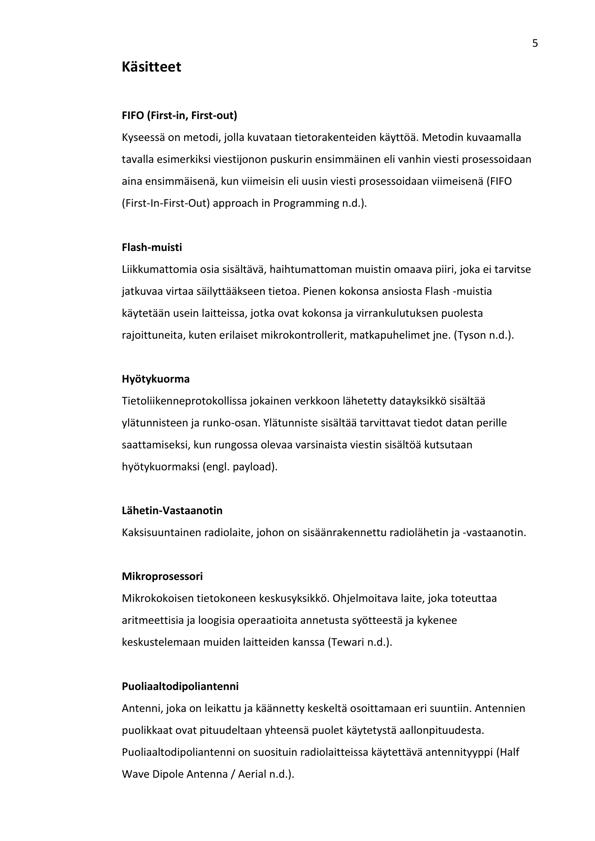 5
Käsitteet
FIFO (First-in, First-out)
Kyseessä on metodi, jolla kuvataan tietorakenteiden käyttöä. Metodin kuvaamalla
tavalla esimerkiksi viestijonon puskurin ensimmäinen eli vanhin viesti prosessoidaan
aina ensimmäisenä, kun viimeisin eli uusin viesti prosessoidaan viimeisenä (FIFO
(First-In-First-Out) approach in Programming n.d.).
Flash-muisti
Liikkumattomia osia sisältävä, haihtumattoman muistin omaava piiri, joka ei tarvitse
jatkuvaa virtaa säilyttääkseen tietoa. Pienen kokonsa ansiosta Flash -muistia
käytetään usein laitteissa, jotka ovat kokonsa ja virrankulutuksen puolesta
rajoittuneita, kuten erilaiset mikrokontrollerit, matkapuhelimet jne. (Tyson n.d.).
Hyötykuorma
Tietoliikenneprotokollissa jokainen verkkoon lähetetty datayksikkö sisältää
ylätunnisteen ja runko-osan. Ylätunniste sisältää tarvittavat tiedot datan perille
saattamiseksi, kun rungossa olevaa varsinaista viestin sisältöä kutsutaan
hyötykuormaksi (engl. payload).
Lähetin-Vastaanotin
Kaksisuuntainen radiolaite, johon on sisäänrakennettu radiolähetin ja -vastaanotin.
Mikroprosessori
Mikrokokoisen tietokoneen keskusyksikkö. Ohjelmoitava laite, joka toteuttaa
aritmeettisia ja loogisia operaatioita annetusta syötteestä ja kykenee
keskustelemaan muiden laitteiden kanssa (Tewari n.d.).
Puoliaaltodipoliantenni
Antenni, joka on leikattu ja käännetty keskeltä osoittamaan eri suuntiin. Antennien
puolikkaat ovat pituudeltaan yhteensä puolet käytetystä aallonpituudesta.
Puoliaaltodipoliantenni on suosituin radiolaitteissa käytettävä antennityyppi (Half
Wave Dipole Antenna / Aerial n.d.).